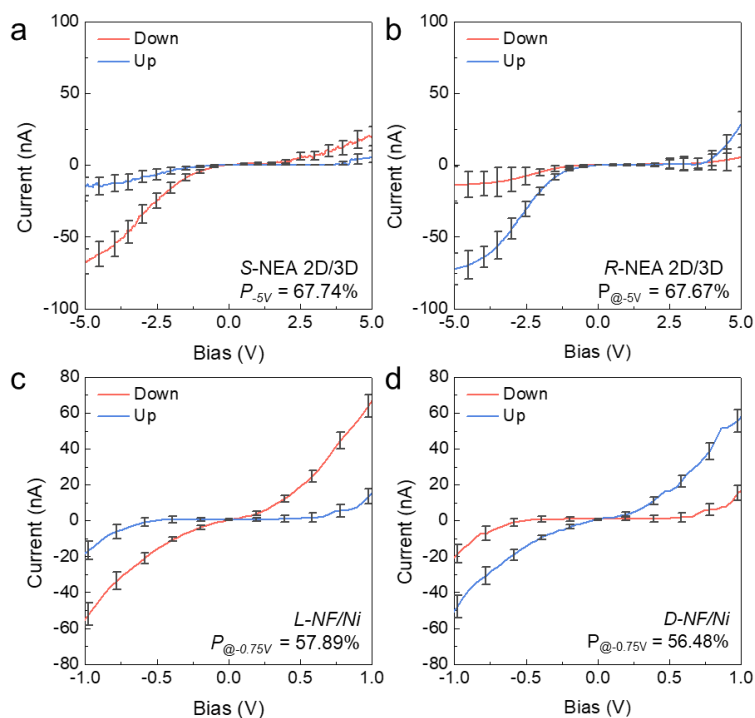 a
100
50
0
-50
-100
Current (nA)
Down
Up
S-NEA 2D/3D
P-5V = 67.74%
-5.0
-2.5
0.0
2.5
5.0
Bias (V)
b
100
50
0
-50
-100
Current (nA)
Down
Up
R-NEA 2D/3D
P@-5V = 67.67%
-5.0
-2.5
0.0
2.5
5.0
Bias (V)
c
80
60
40
20
0
-20
-40
-60
-80
Current (nA)
Down
Up
L-NF/Ni
P@-0.75V = 57.89%
-1.0
-0.5
0.0
0.5
1.0
Bias (V)
d
80
60
40
20
0
-20
-40
-60
-80
Current (nA)
Down
Up
D-NF/Ni
P@-0.75V = 56.48%
-1.0
-0.5
0.0
0.5
1.0
Bias (V)